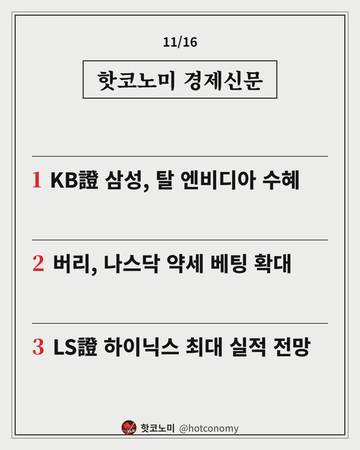 11/16
핫코노미 경제신문
1 KB證 삼성, 탈 엔비디아 수혜
2 버리, 나스닥 약세 베팅 확대
3 LS證 하이닉스 최대 실적 전망
핫코노미 @hotconomy